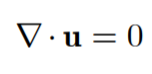 ∇ · 𝐮 = 0